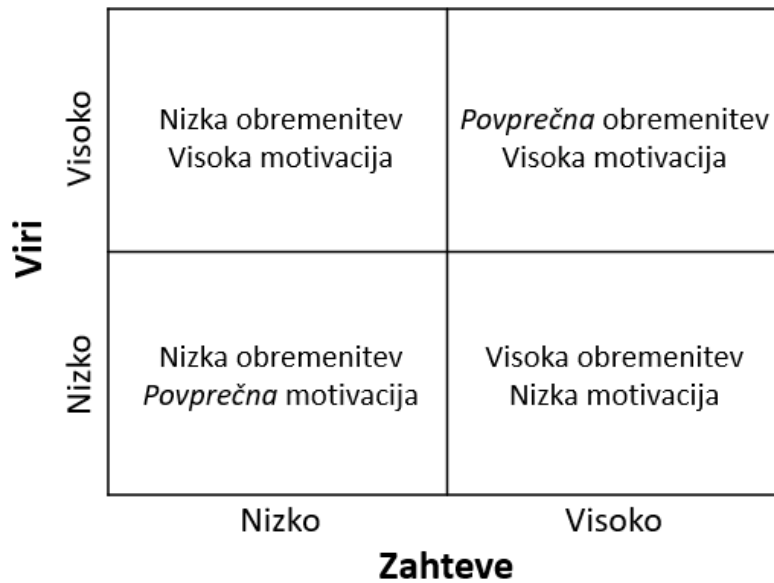 Viri
Visoko
Nizka obremenitev
Visoka motivacija
Povprečna obremenitev
Visoka motivacija
Nizko
Nizka obremenitev
Povprečna motivacija
Visoka obremenitev
Nizka motivacija
Nizko
Visoko
Zahteve